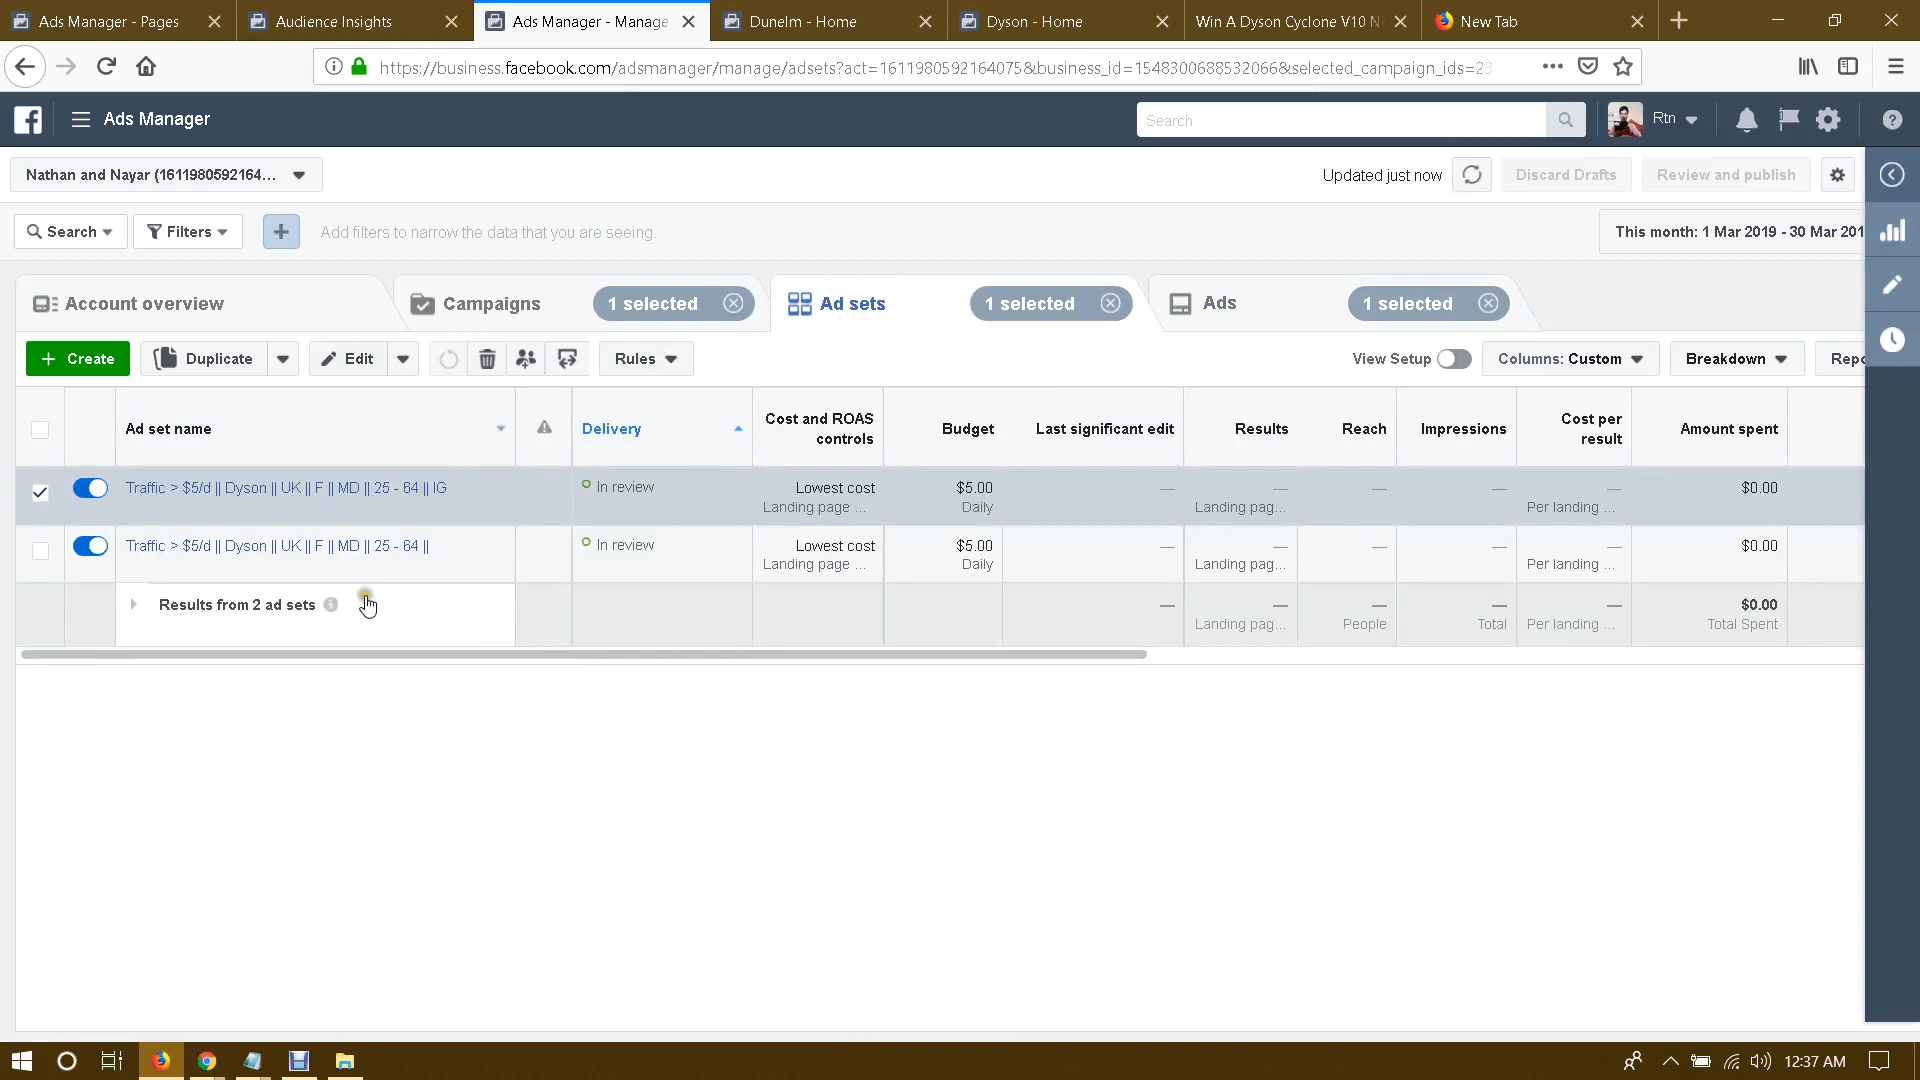 Ads Manager - Pages
Audience Insights
Ads Manager - Manage
Dunelm - Home
Dyson - Home
Win A Dyson Cyclone V10 N
New Tab
https://business.facebook.com/adsmanager/manage/adsets?act=1611980592164075&business_id=1548300688532066&selected_campaign_ids=23
Ads Manager
Search
Rtn
Nathan and Nayar (1611980592164...
Updated just now
Discard Drafts
Review and publish
Search
Filters
Add filters to narrow the data that you are seeing.
This month: 1 Mar 2019 - 30 Mar 201
Account overview
Campaigns
1 selected
Ad sets
1 selected
Ads
1 selected
+ Create
Duplicate
Edit
Rules
View Setup
Columns: Custom
Breakdown
Repo
Ad set name
Delivery
Cost and ROAS controls
Budget
Last significant edit
Results
Reach
Impressions
Cost per result
Amount spent
Traffic > $5/d || Dyson || UK || F || MD || 25 - 64 || IG
In review
Lowest cost
Landing page ...
$5.00
Daily
—
—
Landing pag...
—
—
—
Per landing ...
$0.00
Traffic > $5/d || Dyson || UK || F || MD || 25 - 64 ||
In review
Lowest cost
Landing page ...
$5.00
Daily
—
—
Landing pag...
—
—
—
Per landing ...
$0.00
Results from 2 ad sets
—
—
Landing pag...
—
People
—
Total
—
Per landing ...
$0.00
Total Spent
12:37 AM